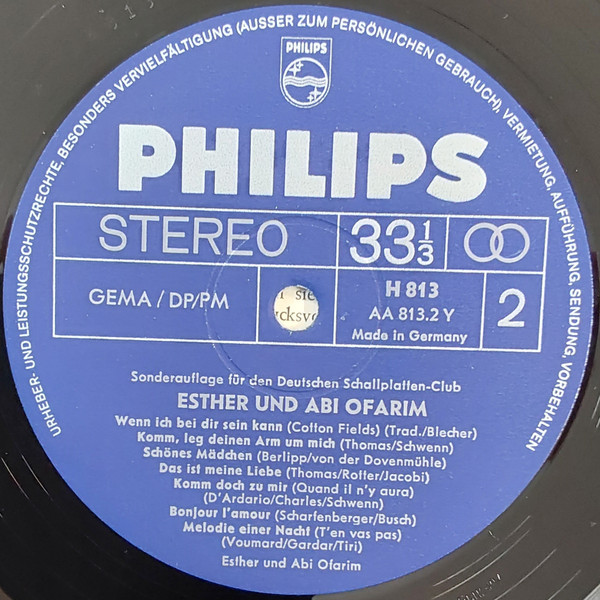 URHEBER- UND LEISTUNGSSCHUTZRECHTE, BESONDERS VERVIELFÄLTIGUNG (AUSSER ZUM PERSÖNLICHEN GEBRAUCH), VERMIETUNG, AUFFÜHRUNG, SENDUNG, VORBEHALTEN
PHILIPS
PHILIPS
STEREO
33 1/3
GEMA / DP/PM
H 813
AA 813.2 Y
Made in Germany
2
Sonderauflage für den Deutschen Schallplatten-Club
ESTHER UND ABI OFARIM
Wenn ich bei dir sein kann (Cotton Fields) (Trad./Blecher)
Komm, leg deinen Arm um mich (Thomas/Schwenn)
Schönes Mädchen (Berlipp/von der Dovenmühle)
Das ist meine Liebe (Thomas/Rotter/Jacobi)
Komm doch zu mir (Quand il n'y aura)
(D'Ardario/Charles/Schwenn)
Bonjour l'amour (Scharfenberger/Busch)
Melodie einer Nacht (T'en vas pas)
(Voumard/Gardar/Tiri)
Esther und Abi Ofarim